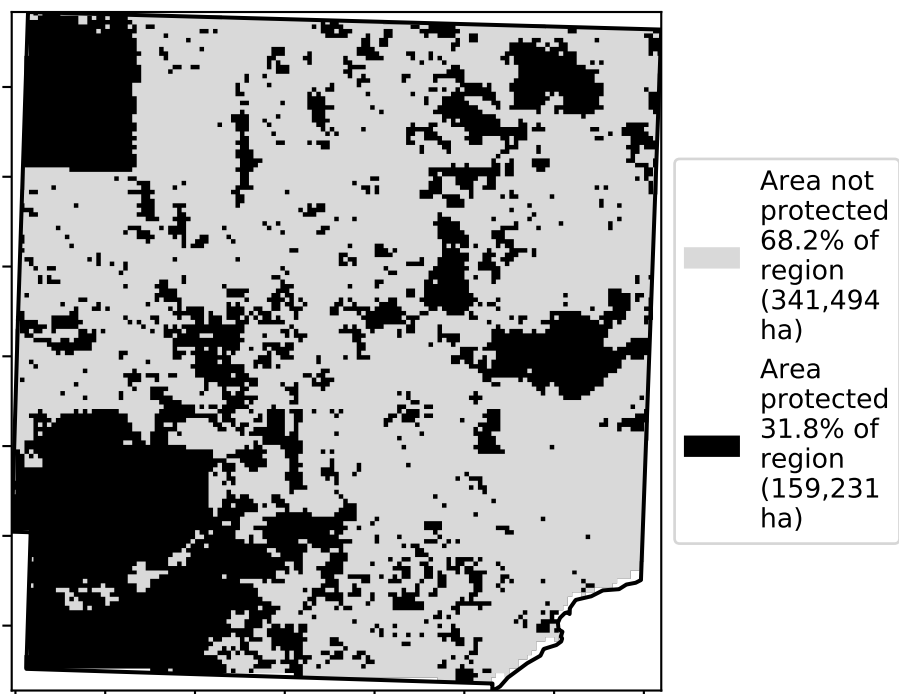 Area not
protected
68.2% of
region
(341,494
ha)
Area
protected
31.8% of
region
(159,231
ha)